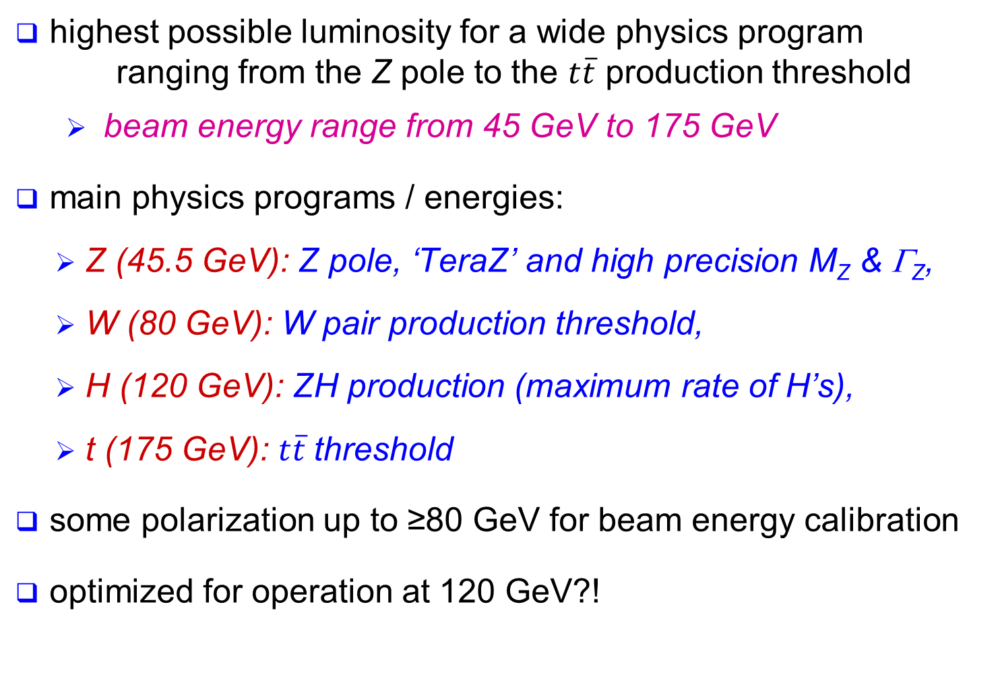 ❑ highest possible luminosity for a wide physics program
ranging from the Z pole to the tt̄ production threshold
➢ beam energy range from 45 GeV to 175 GeV
❑ main physics programs / energies:
➢ Z (45.5 GeV): Z pole, ‘TeraZ’ and high precision M_Z & Γ_Z,
➢ W (80 GeV): W pair production threshold,
➢ H (120 GeV): ZH production (maximum rate of H’s),
➢ t (175 GeV): tt̄ threshold
❑ some polarization up to ≥80 GeV for beam energy calibration
❑ optimized for operation at 120 GeV?!